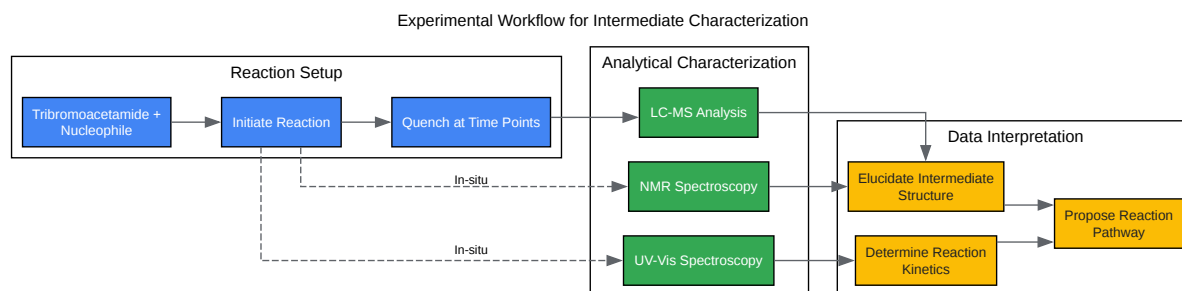 Experimental Workflow for Intermediate Characterization
Reaction Setup
Tribromoacetamide +
Nucleophile
Initiate Reaction
Quench at Time Points
Analytical Characterization
LC-MS Analysis
In-situ
NMR Spectroscopy
In-situ
UV-Vis Spectroscopy
Data Interpretation
Elucidate Intermediate
Structure
Determine Reaction
Kinetics
Propose Reaction
Pathway